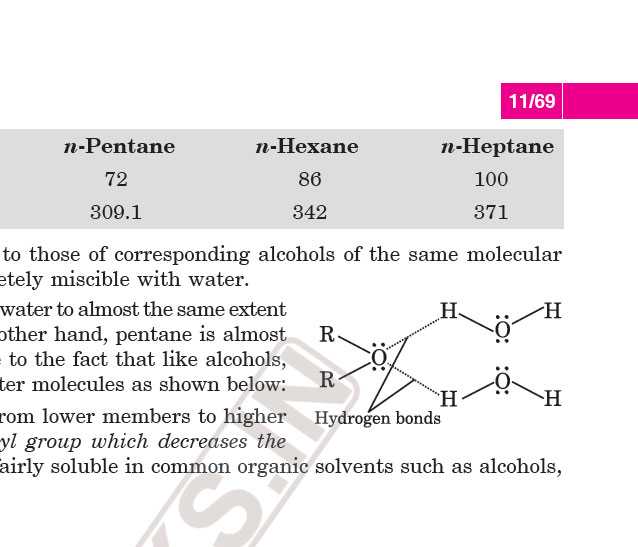 11/69
n-Pentane n-Hexane n-Heptane
72 86 100
309.1 342 371
to those of corresponding alcohols of the same molecular
etely miscible with water.
water to almost the same extent
other hand, pentane is almost
to the fact that like alcohols,
ter molecules as shown below:
R
R
O
H
O
H
H
O
H
Hydrogen bonds
rom lower members to higher
yl group which decreases the
fairly soluble in common organic solvents such as alcohols,
S.IN